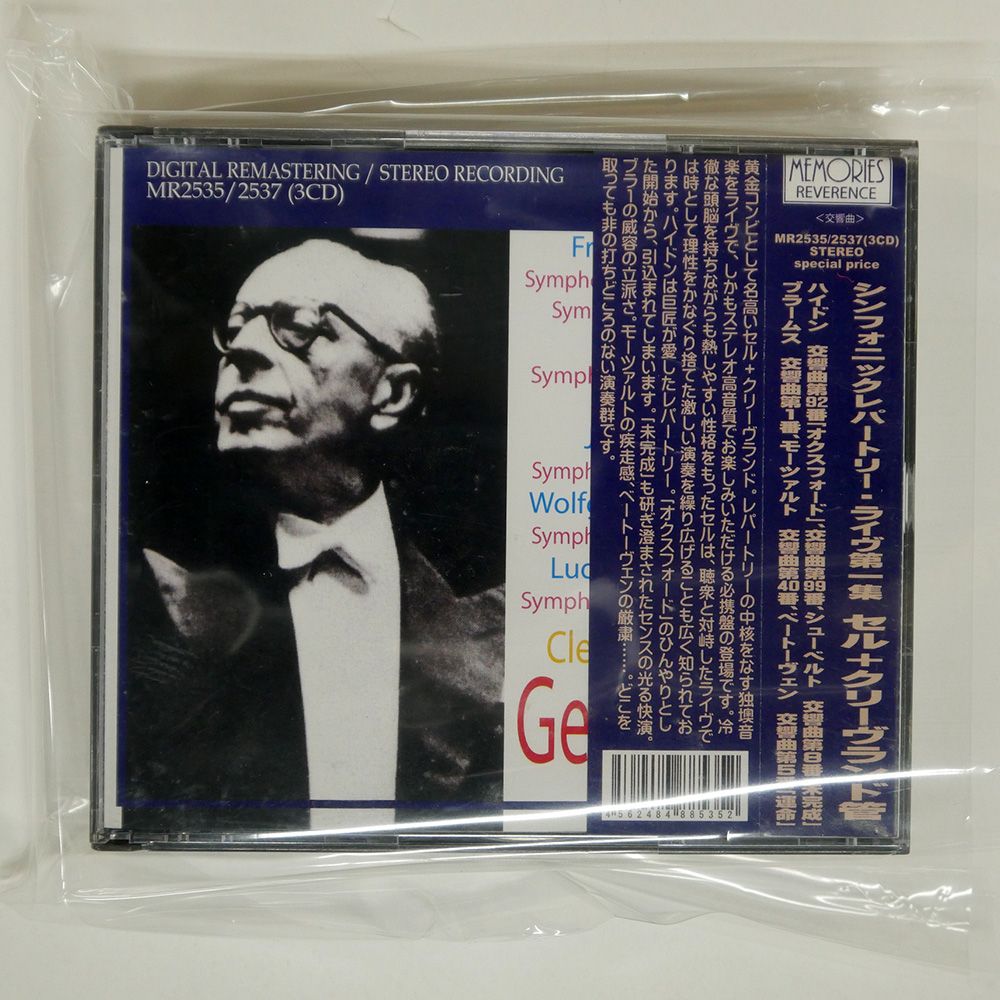 DIGITAL REMASTERING / STEREO RECORDING
MR2535/2537 (3CD)
Fr
Sympho
Sym
Symph
J
Symph
Wolfg
Symph
Luc
Symph
Cle
Ge
MEMORIES
REVERENCE
<交響曲>
MR2535/2537(3CD)
STEREO
special price
シンフォニックレパートリー・ライヴ第一集 セル+クリーヴランド管
ハイドン 交響曲第92番「オクスフォード」、交響曲第99番、シューベルト 交響曲第8番「未完成」
ブラームス 交響曲第1番、モーツァルト 交響曲第40番、ベートーヴェン 交響曲第5番「運命」
黄金コンビとして名高いセル+クリーヴランド。レパートリーの中核をなす独墺音
楽をライヴで、しかもステレオ高音質でお楽しみいただける必携盤の登場です。冷
徹な頭脳を持ちながらも熱しやすい性格をもったセルは、聴衆と対峙したライヴで
は時として理性をかなぐり捨てた激しい演奏を繰り広げることも広く知られてお
ります。ハイドンは巨匠が愛したレパートリー。「オクスフォード」のひんやりとし
た開始から、引込まれてしまいます。「未完成」も研ぎ澄まされたセンスの光る快演。
ブラームスの威容の立派さ。モーツァルトの疾走感、ベートーヴェンの厳粛……。どこを
取っても非の打ちどころのない演奏群です。
4 562484 885352